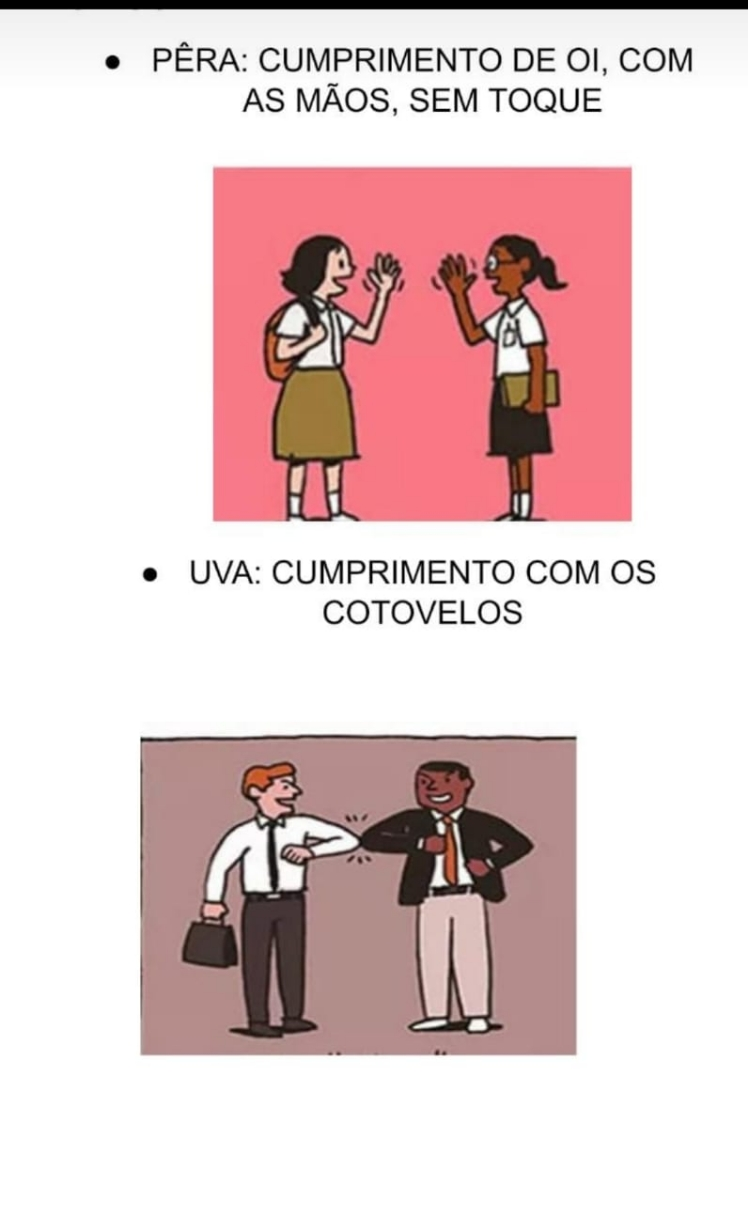 ● PÊRA: CUMPRIMENTO DE OI, COM
AS MÃOS, SEM TOQUE
● UVA: CUMPRIMENTO COM OS
COTOVELOS